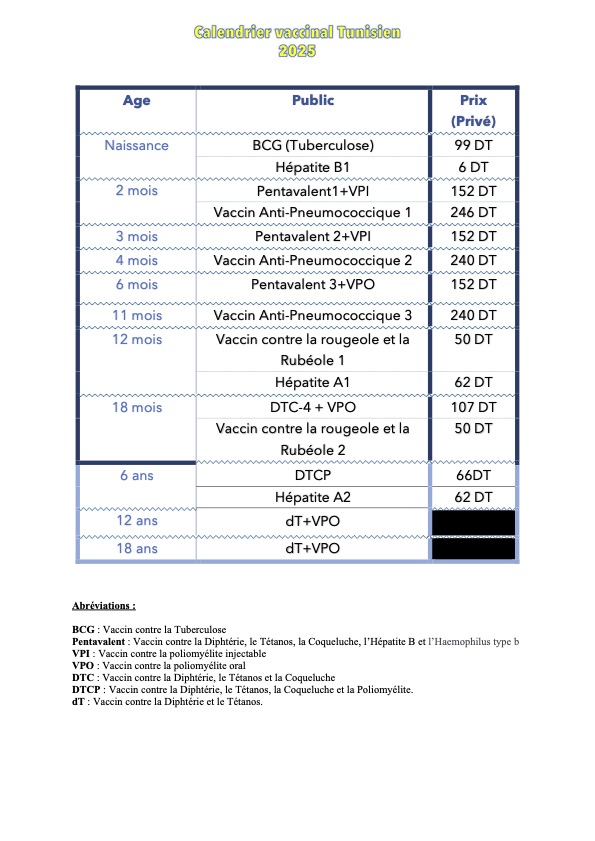 Calendrier vaccinal Tunisien
2025
Age Public Prix
(Privé)
Naissance BCG (Tuberculose) 99 DT
Hépatite B1 6 DT
2 mois Pentavalent1+VPI 152 DT
Vaccin Anti-Pneumococcique 1 246 DT
3 mois Pentavalent 2+VPI 152 DT
4 mois Vaccin Anti-Pneumococcique 2 240 DT
6 mois Pentavalent 3+VPO 152 DT
11 mois Vaccin Anti-Pneumococcique 3 240 DT
12 mois Vaccin contre la rougeole et la 50 DT
Rubéole 1
Hépatite A1 62 DT
18 mois DTC-4 + VPO 107 DT
Vaccin contre la rougeole et la 50 DT
Rubéole 2
6 ans DTCP 66DT
Hépatite A2 62 DT
12 ans dT+VPO
18 ans dT+VPO
Abréviations :
BCG : Vaccin contre la Tuberculose
Pentavalent : Vaccin contre la Diphtérie, le Tétanos, la Coqueluche, l'Hépatite B et l'Haemophilus type b
VPI : Vaccin contre la poliomyélite injectable
VPO : Vaccin contre la poliomyélite oral
DTC : Vaccin contre la Diphtérie, le Tétanos et la Coqueluche
DTCP : Vaccin contre la Diphtérie, le Tétanos, la Coqueluche et la Poliomyélite.
dT : Vaccin contre la Diphtérie et le Tétanos.